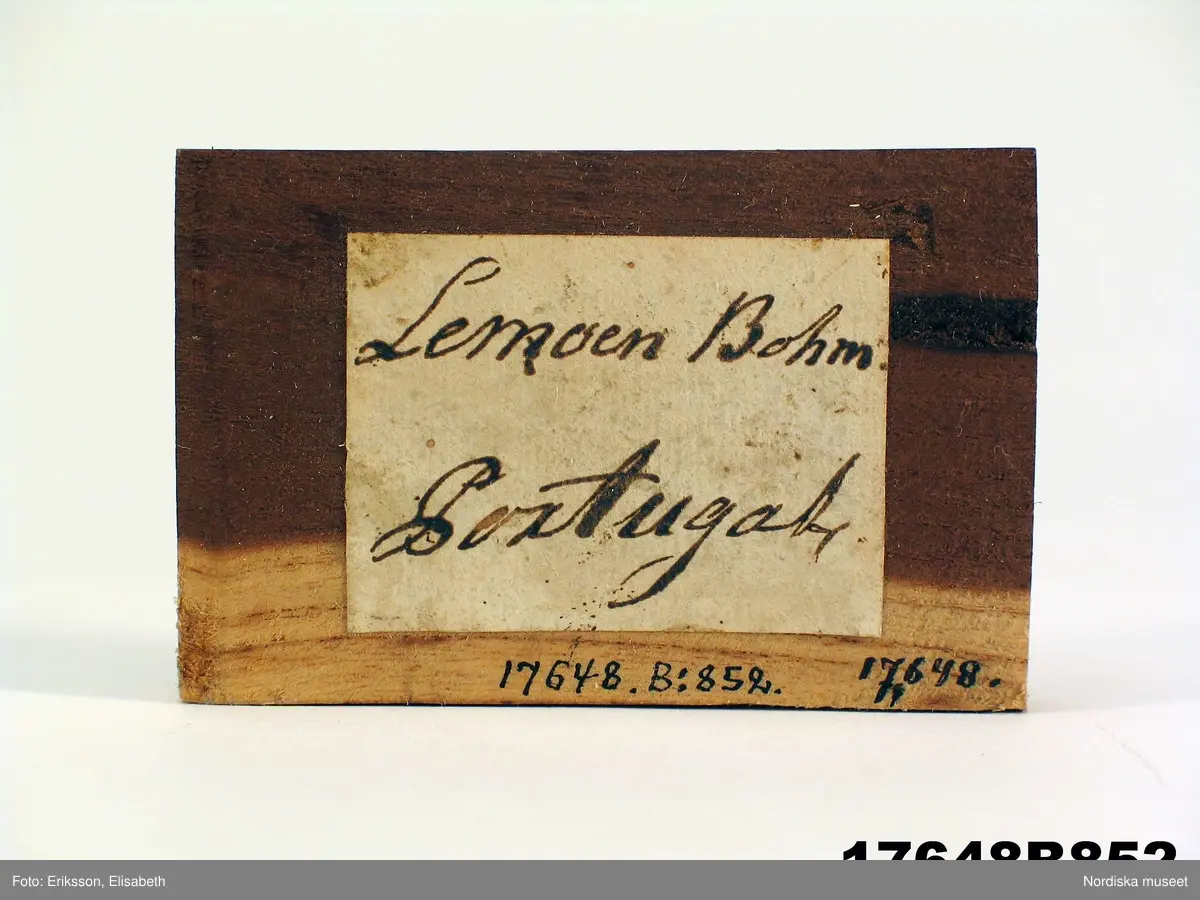 Lemoen Bohm
Portugal,
17648. B:852. 17648.
17648B852
Foto: Eriksson, Elisabeth Nordiska museet